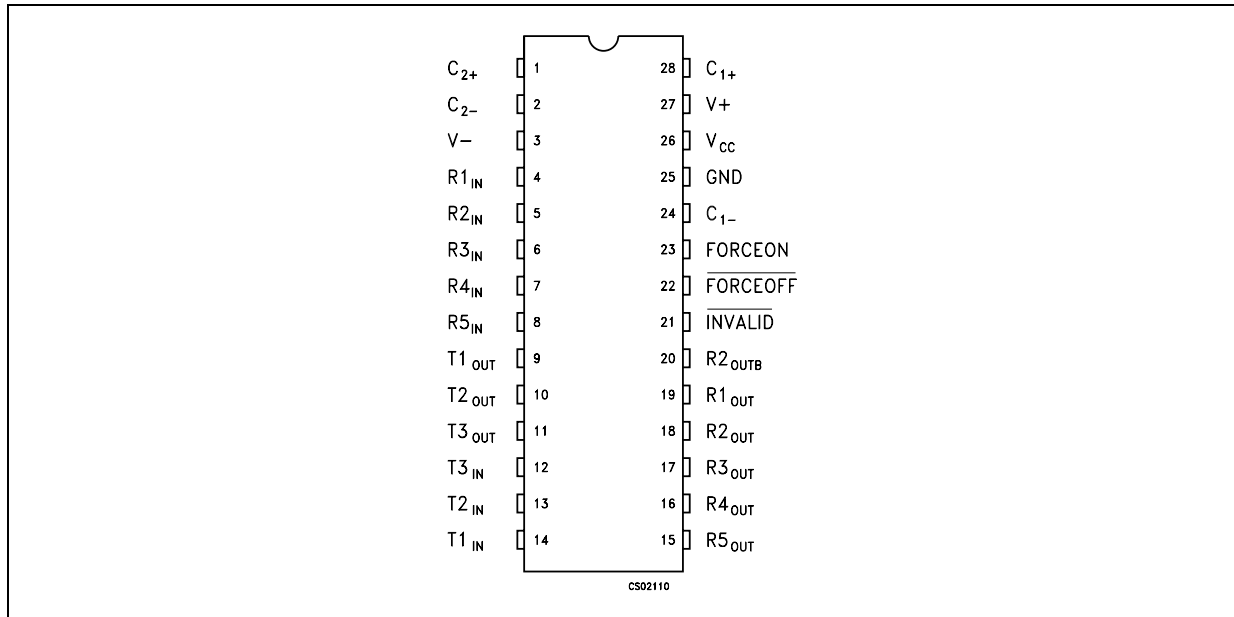 C2+ 1 28 C1+
C2- 2 27 V+
V- 3 26 VCC
R1IN 4 25 GND
R2IN 5 24 C1-
R3IN 6 23 FORCEON
R4IN 7 22 FORCEOFF
R5IN 8 21 INVALID
T1OUT 9 20 R2OUTB
T2OUT 10 19 R1OUT
T3OUT 11 18 R2OUT
T3IN 12 17 R3OUT
T2IN 13 16 R4OUT
T1IN 14 15 R5OUT
CS02110